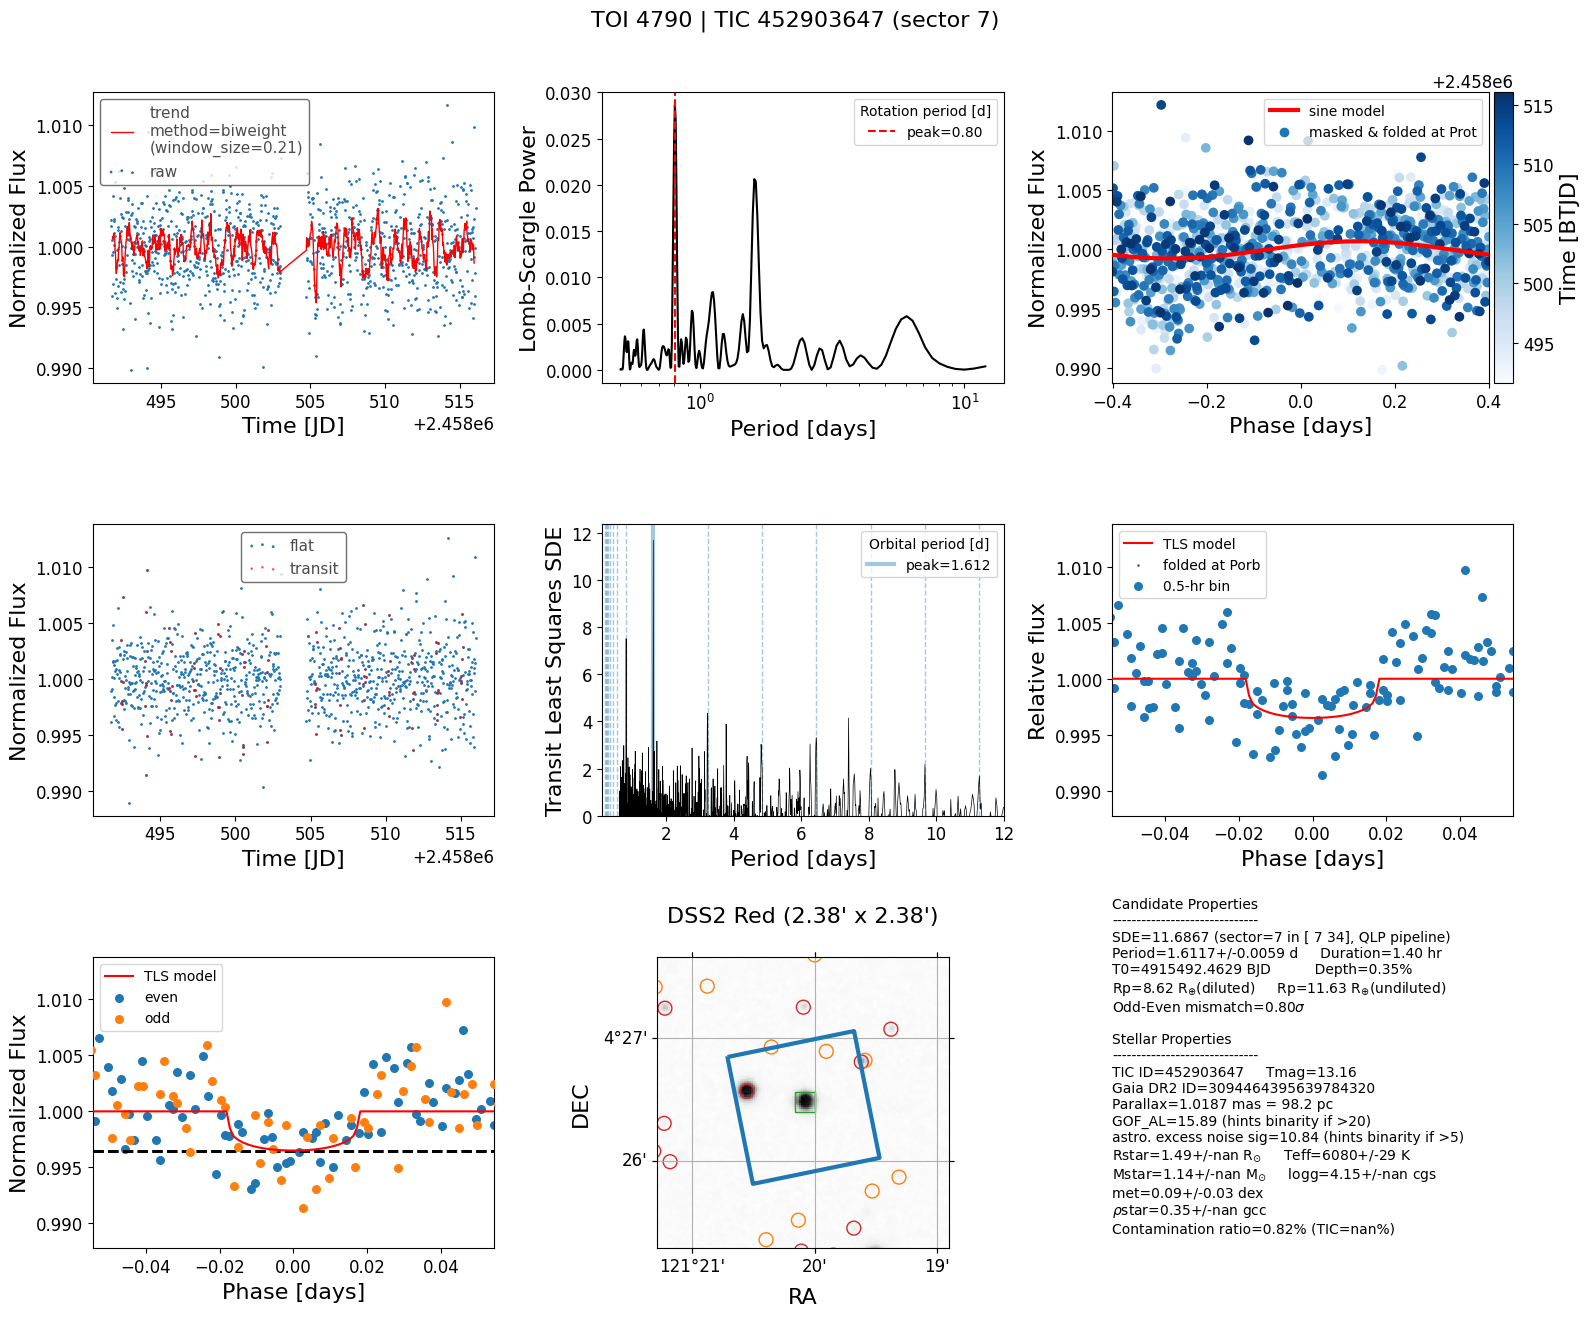 TOI 4790 | TIC 452903647 (sector 7)
Normalized Flux
1.010
1.005
1.000
0.995
0.990
trend
method=biweight
(window_size=0.21)
raw
495
500
505
510
515
Time [JD]
+2.458e6
Lomb-Scargle Power
0.030
0.025
0.020
0.015
0.010
0.005
0.000
Rotation period [d]
peak=0.80
10⁰
10¹
Period [days]
Normalized Flux
1.010
1.005
1.000
0.995
0.990
sine model
masked & folded at Prot
−0.4
−0.2
0.0
0.2
0.4
Phase [days]
+2.458e6
515
510
505
500
495
Time [BTJD]
Normalized Flux
1.010
1.005
1.000
0.995
0.990
flat
transit
495
500
505
510
515
Time [JD]
+2.458e6
Transit Least Squares SDE
12
10
8
6
4
2
0
Orbital period [d]
peak=1.612
2
4
6
8
10
12
Period [days]
Relative flux
1.010
1.005
1.000
0.995
0.990
TLS model
folded at Porb
0.5-hr bin
−0.04
−0.02
0.00
0.02
0.04
Phase [days]
Normalized Flux
1.010
1.005
1.000
0.995
0.990
TLS model
even
odd
−0.04
−0.02
0.00
0.02
0.04
Phase [days]
DSS2 Red (2.38' x 2.38')
DEC
4°27'
26'
121°21'
20'
19'
RA
Candidate Properties
------------------------------
SDE=11.6867 (sector=7 in [ 7 34], QLP pipeline)
Period=1.6117+/-0.0059 d     Duration=1.40 hr
T0=4915492.4629 BJD          Depth=0.35%
Rp=8.62 R⊕(diluted)     Rp=11.63 R⊕(undiluted)
Odd-Even mismatch=0.80σ
Stellar Properties
------------------------------
TIC ID=452903647     Tmag=13.16
Gaia DR2 ID=3094464395639784320
Parallax=1.0187 mas = 98.2 pc
GOF_AL=15.89 (hints binarity if >20)
astro. excess noise sig=10.84 (hints binarity if >5)
Rstar=1.49+/-nan R⊙     Teff=6080+/-29 K
Mstar=1.14+/-nan M⊙     logg=4.15+/-nan cgs
met=0.09+/-0.03 dex
ρstar=0.35+/-nan gcc
Contamination ratio=0.82% (TIC=nan%)